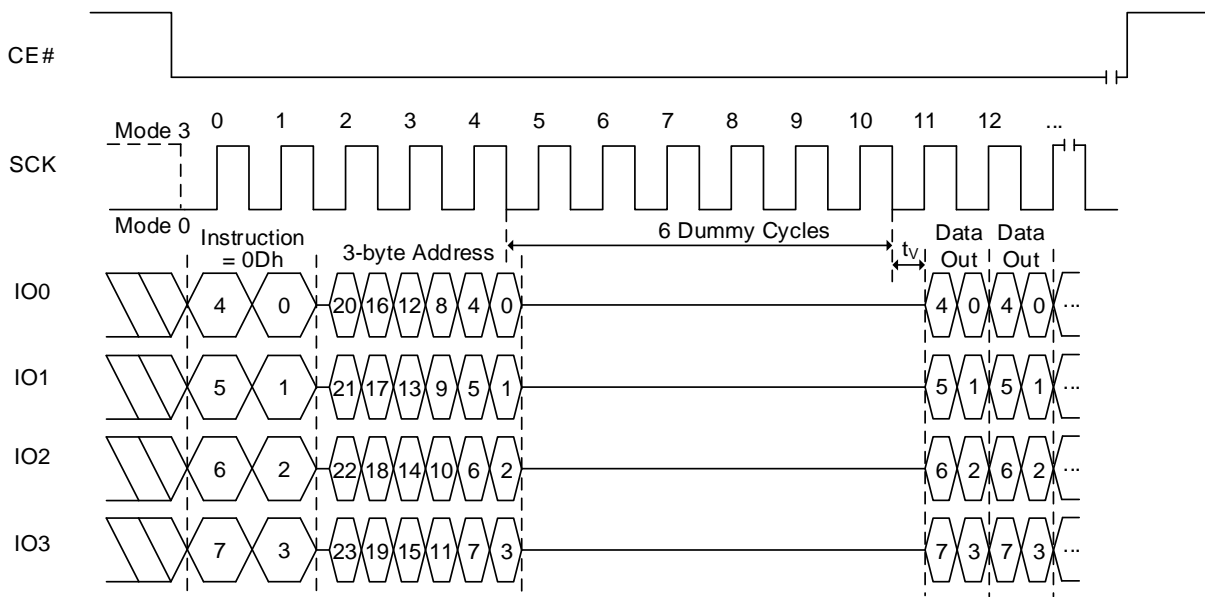 CE#
0 1 2 3 4 5 6 7 8 9 10 11 12 ...
Mode 3
SCK
Mode 0
Instruction
= 0Dh
3-byte Address
6 Dummy Cycles
tV
Data
Out
Data
Out
IO0 4 0 20 16 12 8 4 0 4 0 4 0 ...
IO1 5 1 21 17 13 9 5 1 5 1 5 1 ...
IO2 6 2 22 18 14 10 6 2 6 2 6 2 ...
IO3 7 3 23 19 15 11 7 3 7 3 7 3 ...